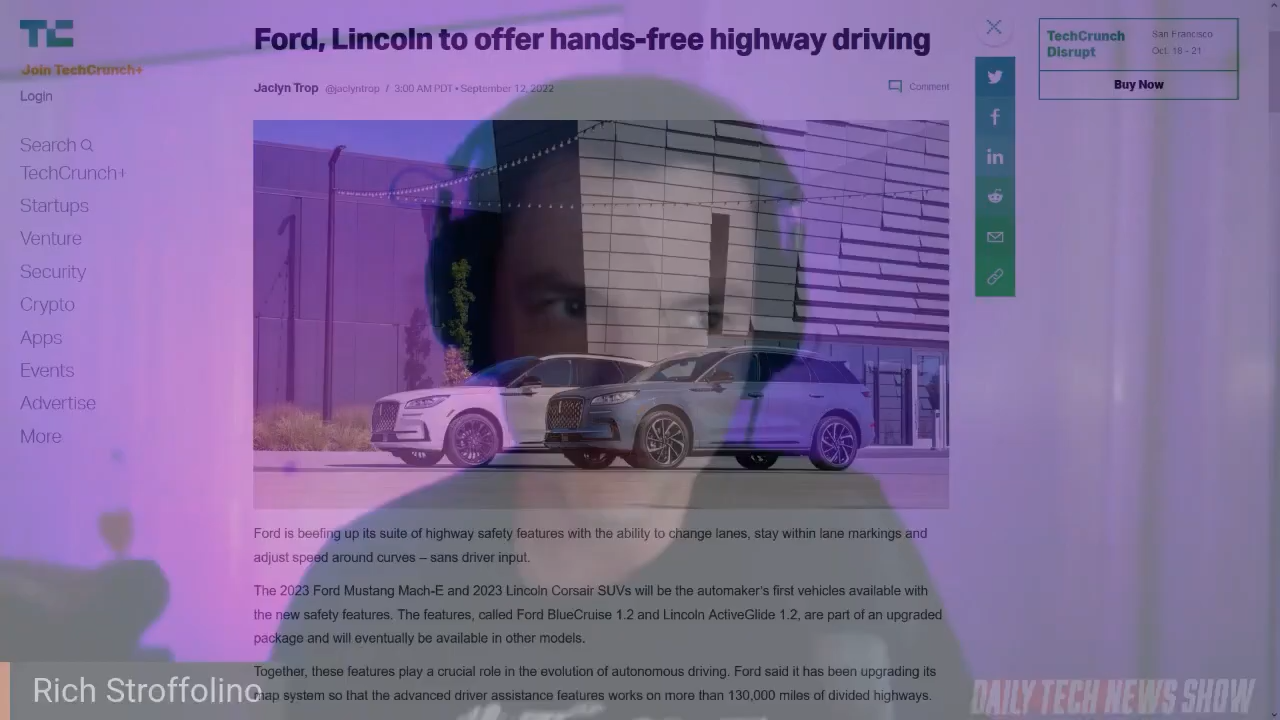 TC
Join TechCrunch+
Login
Search
TechCrunch+
Startups
Venture
Security
Crypto
Apps
Events
Advertise
More
Ford, Lincoln to offer hands-free highway driving
Jaclyn Trop @jaclyntrop / 3:00 AM PDT • September 12, 2022
Comment
TechCrunch Disrupt
San Francisco
Oct. 18 - 21
Buy Now
Ford is beefing up its suite of highway safety features with the ability to change lanes, stay within lane markings and
adjust speed around curves – sans driver input.
The 2023 Ford Mustang Mach-E and 2023 Lincoln Corsair SUVs will be the automaker's first vehicles available with
the new safety features. The features, called Ford BlueCruise 1.2 and Lincoln ActiveGlide 1.2, are part of an upgraded
package and will eventually be available in other models.
Together, these features play a crucial role in the evolution of autonomous driving. Ford said it has been upgrading its
map system so that the advanced driver assistance features works on more than 130,000 miles of divided highways.
Rich Stroffolino
DAILY TECH NEWS SHOW